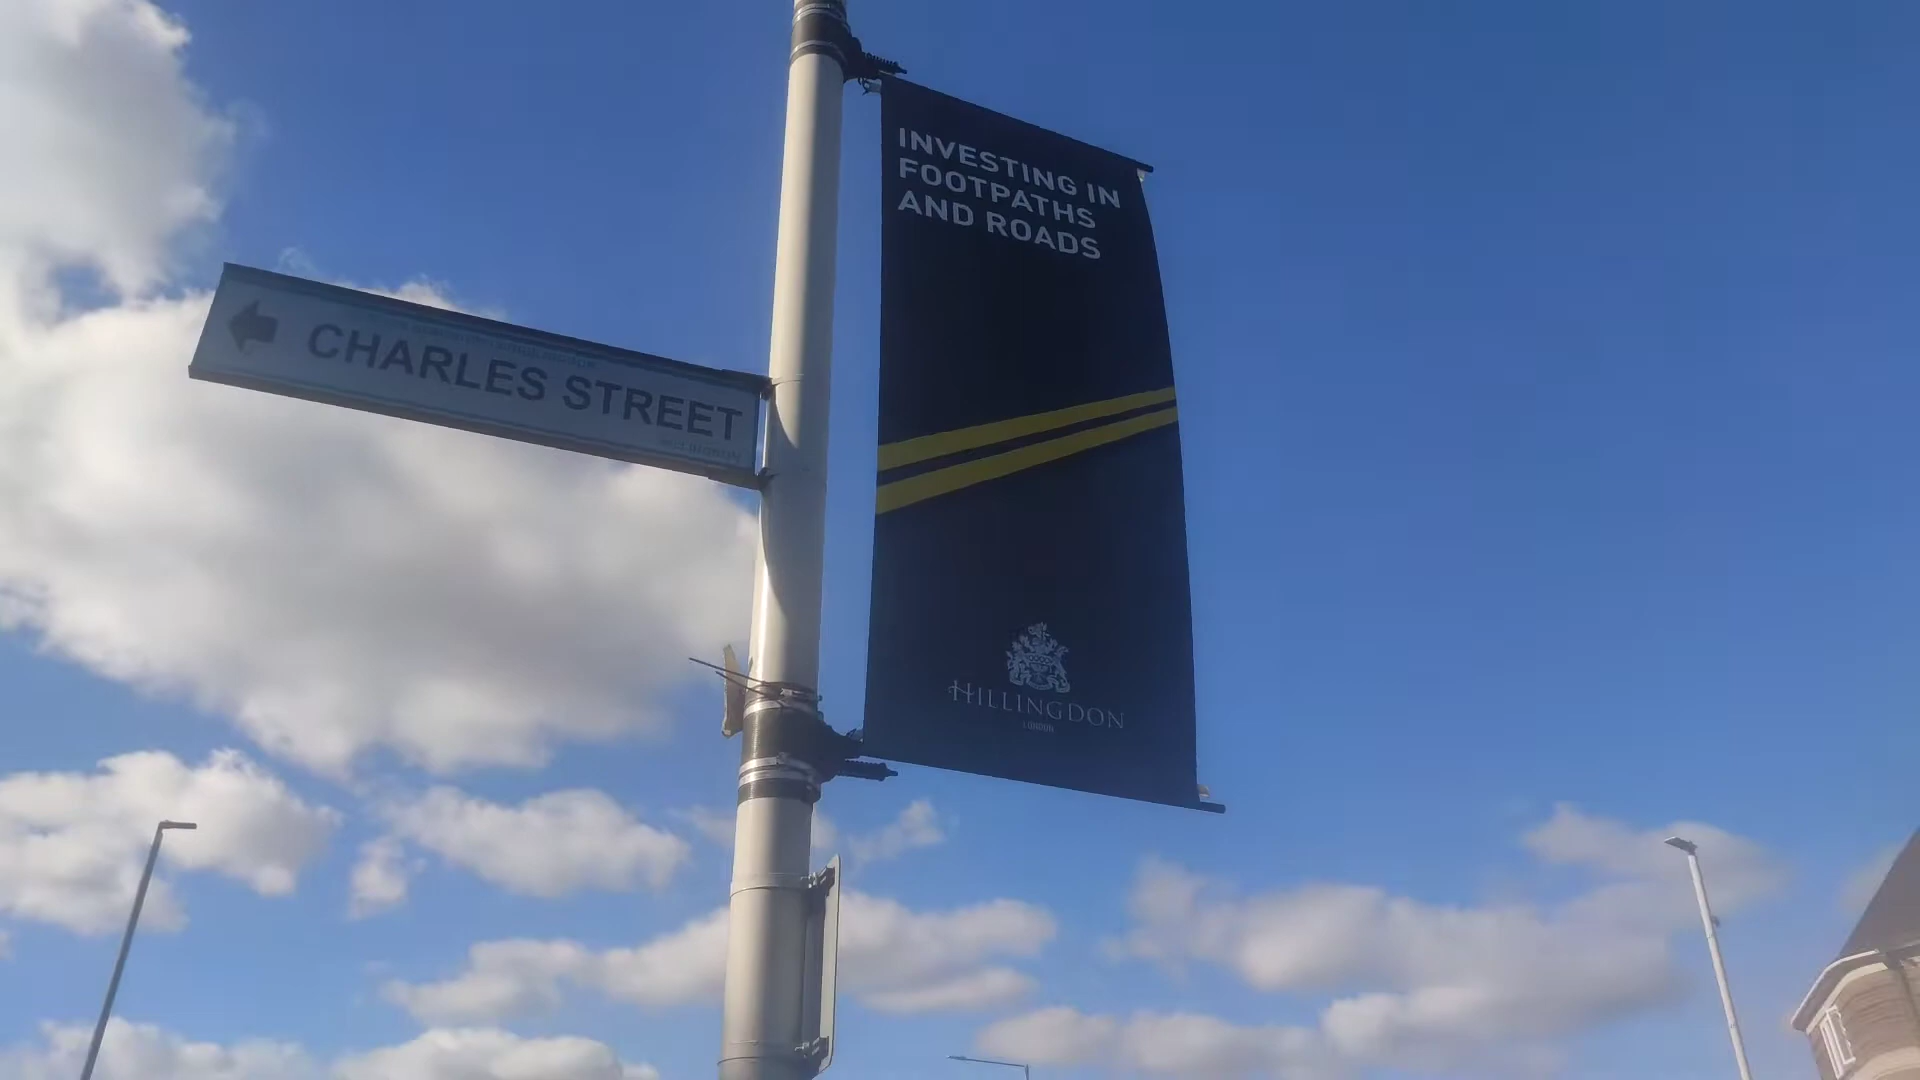 CHARLES STREET
INVESTING IN
FOOTPATHS
AND ROADS
HILLINGDON
LONDON